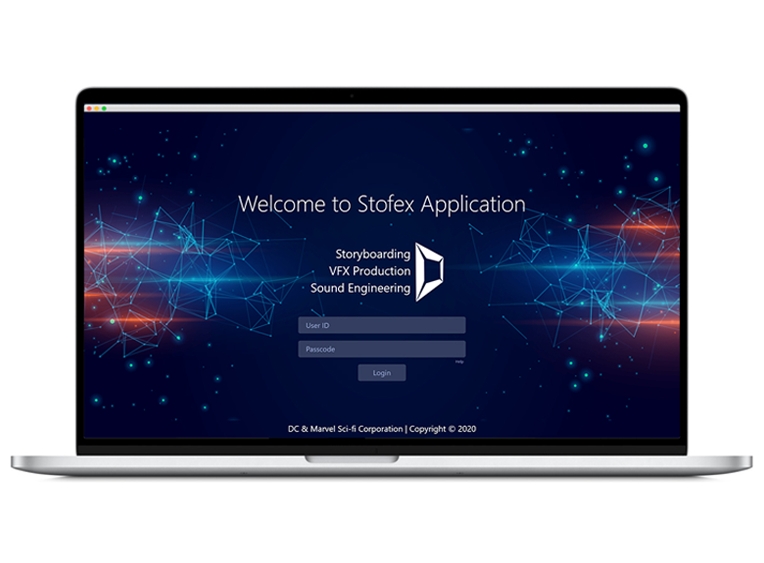 Welcome to Stofex Application
Storyboarding
VFX Production
Sound Engineering
User ID
Passcode
Help
Login
DC & Marvel Sci-fi Corporation | Copyright © 2020